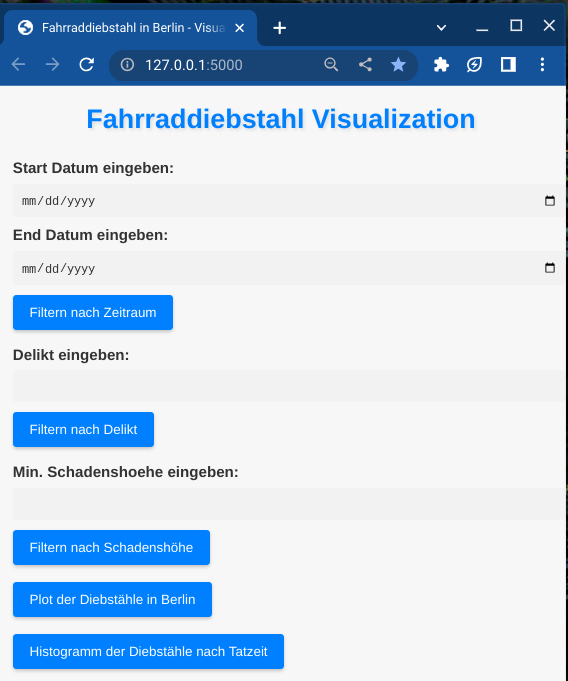 Fahrraddiebstahl in Berlin - Visua
127.0.0.1:5000
Fahrraddiebstahl Visualization
Start Datum eingeben:
mm/dd/yyyy
End Datum eingeben:
mm/dd/yyyy
Filtern nach Zeitraum
Delikt eingeben:
Filtern nach Delikt
Min. Schadenshoehe eingeben:
Filtern nach Schadenshöhe
Plot der Diebstähle in Berlin
Histogramm der Diebstähle nach Tatzeit